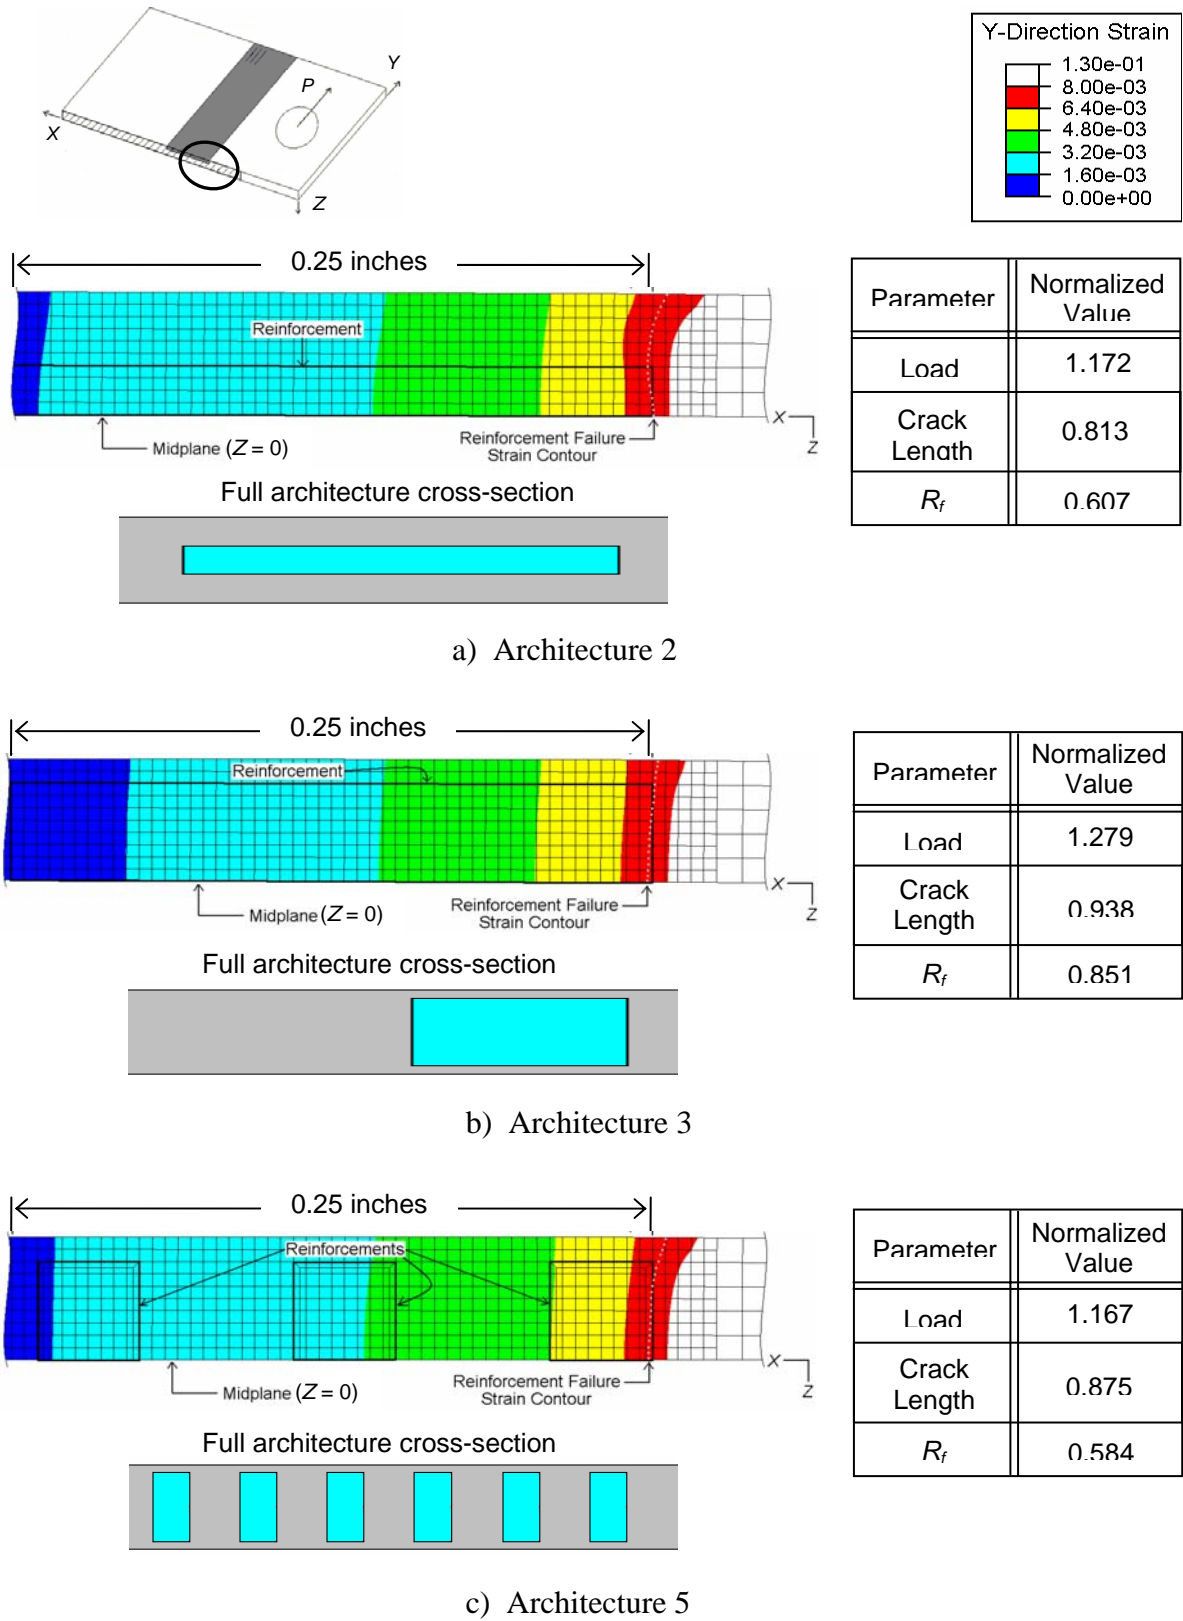 Y
P
X
Z
Y-Direction Strain
1.30e-01
8.00e-03
6.40e-03
4.80e-03
3.20e-03
1.60e-03
0.00e+00
0.25 inches
Reinforcement
X
Z
Midplane (Z = 0)
Reinforcement Failure
Strain Contour
Parameter
Normalized
Value
Load
1.172
Crack
Length
0.813
Rf
0.607
Full architecture cross-section
a) Architecture 2
0.25 inches
Reinforcement
X
Z
Midplane (Z = 0)
Reinforcement Failure
Strain Contour
Parameter
Normalized
Value
Load
1.279
Crack
Length
0.938
Rf
0.851
Full architecture cross-section
b) Architecture 3
0.25 inches
Reinforcements
X
Z
Midplane (Z = 0)
Reinforcement Failure
Strain Contour
Parameter
Normalized
Value
Load
1.167
Crack
Length
0.875
Rf
0.584
Full architecture cross-section
c) Architecture 5